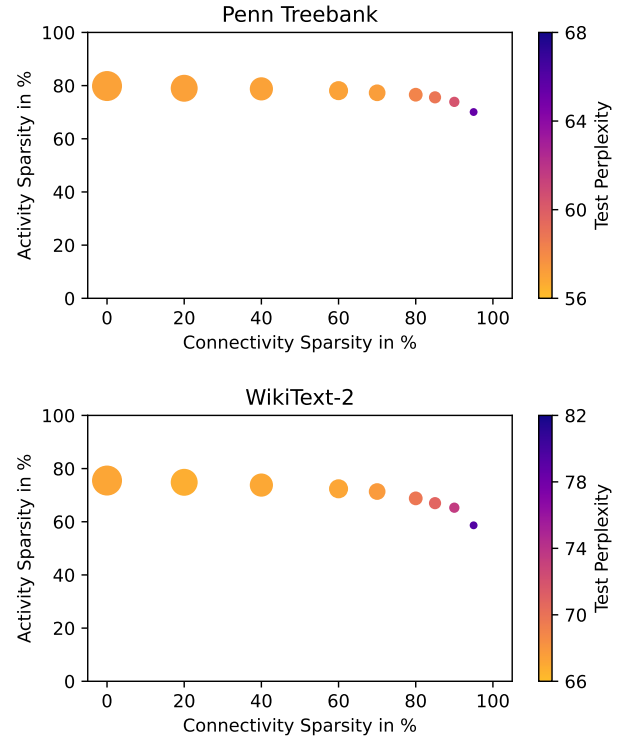 Penn Treebank
100
80
60
40
20
0
Activity Sparsity in %
0 20 40 60 80 100
Connectivity Sparsity in %
68
64
60
56
Test Perplexity
WikiText-2
100
80
60
40
20
0
Activity Sparsity in %
0 20 40 60 80 100
Connectivity Sparsity in %
82
78
74
70
66
Test Perplexity